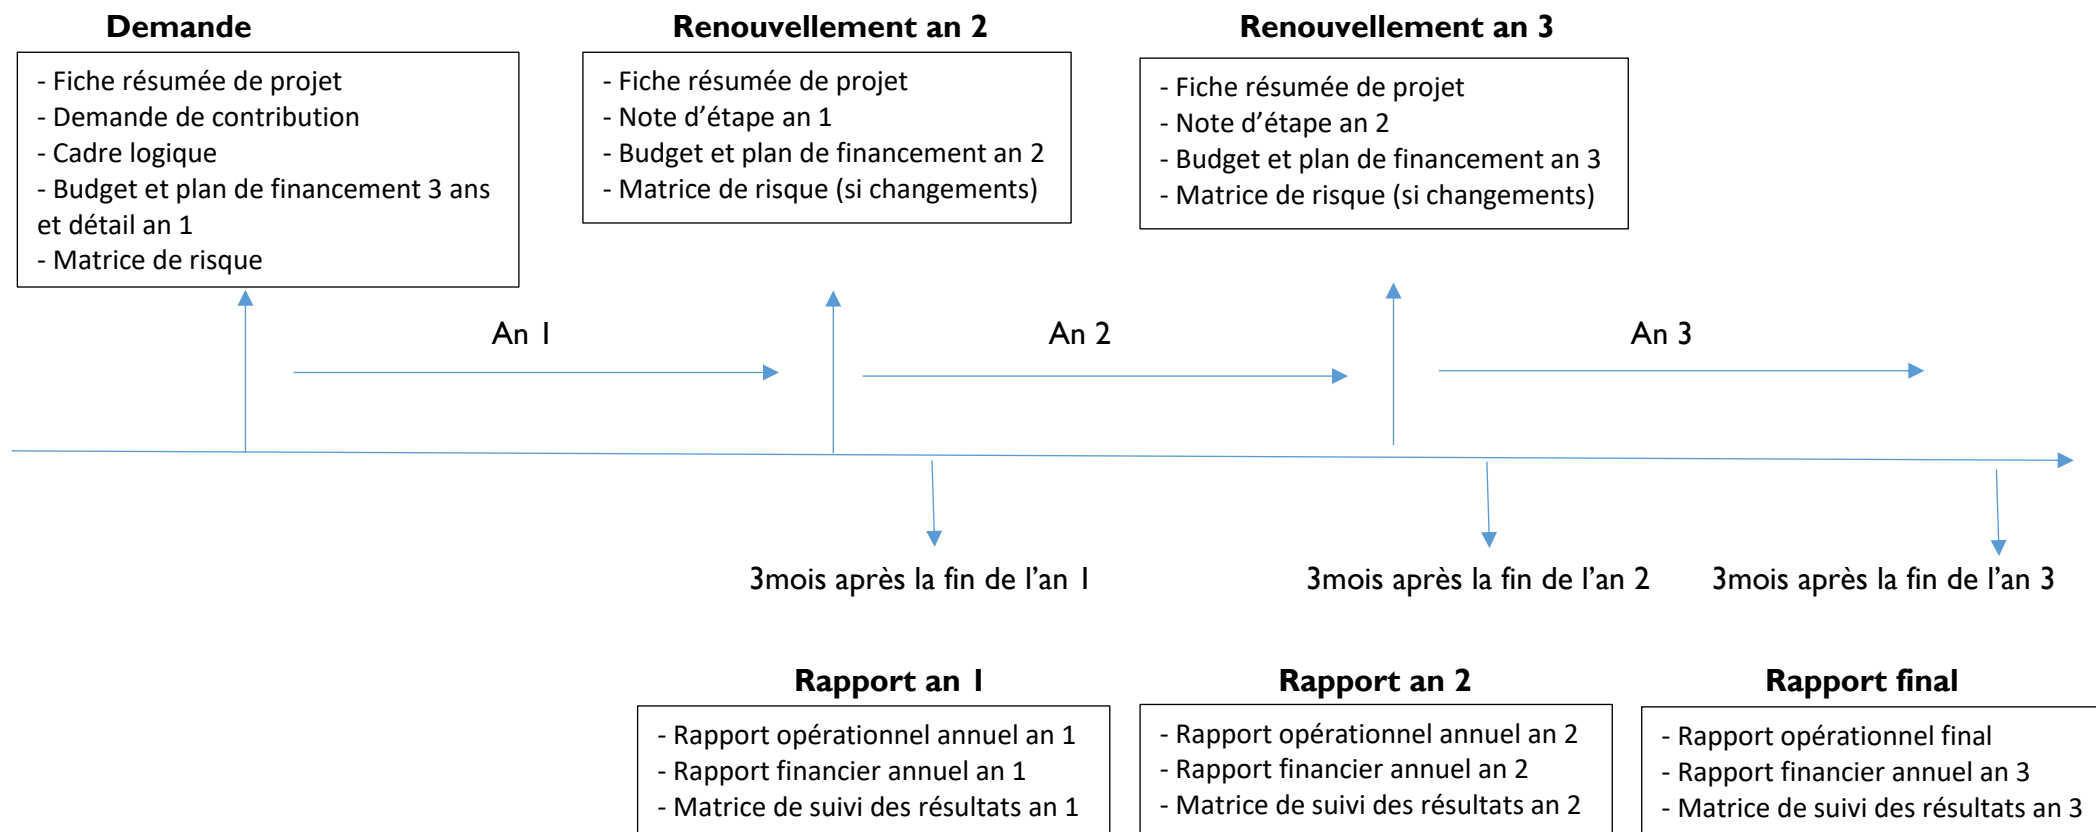 Demande
- Fiche résumée de projet
- Demande de contribution
- Cadre logique
- Budget et plan de financement 3 ans
et détail an 1
- Matrice de risque
Renouvellement an 2
- Fiche résumée de projet
- Note d’étape an 1
- Budget et plan de financement an 2
- Matrice de risque (si changements)
Renouvellement an 3
- Fiche résumée de projet
- Note d’étape an 2
- Budget et plan de financement an 3
- Matrice de risque (si changements)
An 1
An 2
An 3
3mois après la fin de l’an 1
3mois après la fin de l’an 2
3mois après la fin de l’an 3
Rapport an 1
- Rapport opérationnel annuel an 1
- Rapport financier annuel an 1
- Matrice de suivi des résultats an 1
Rapport an 2
- Rapport opérationnel annuel an 2
- Rapport financier annuel an 2
- Matrice de suivi des résultats an 2
Rapport final
- Rapport opérationnel final
- Rapport financier annuel an 3
- Matrice de suivi des résultats an 3